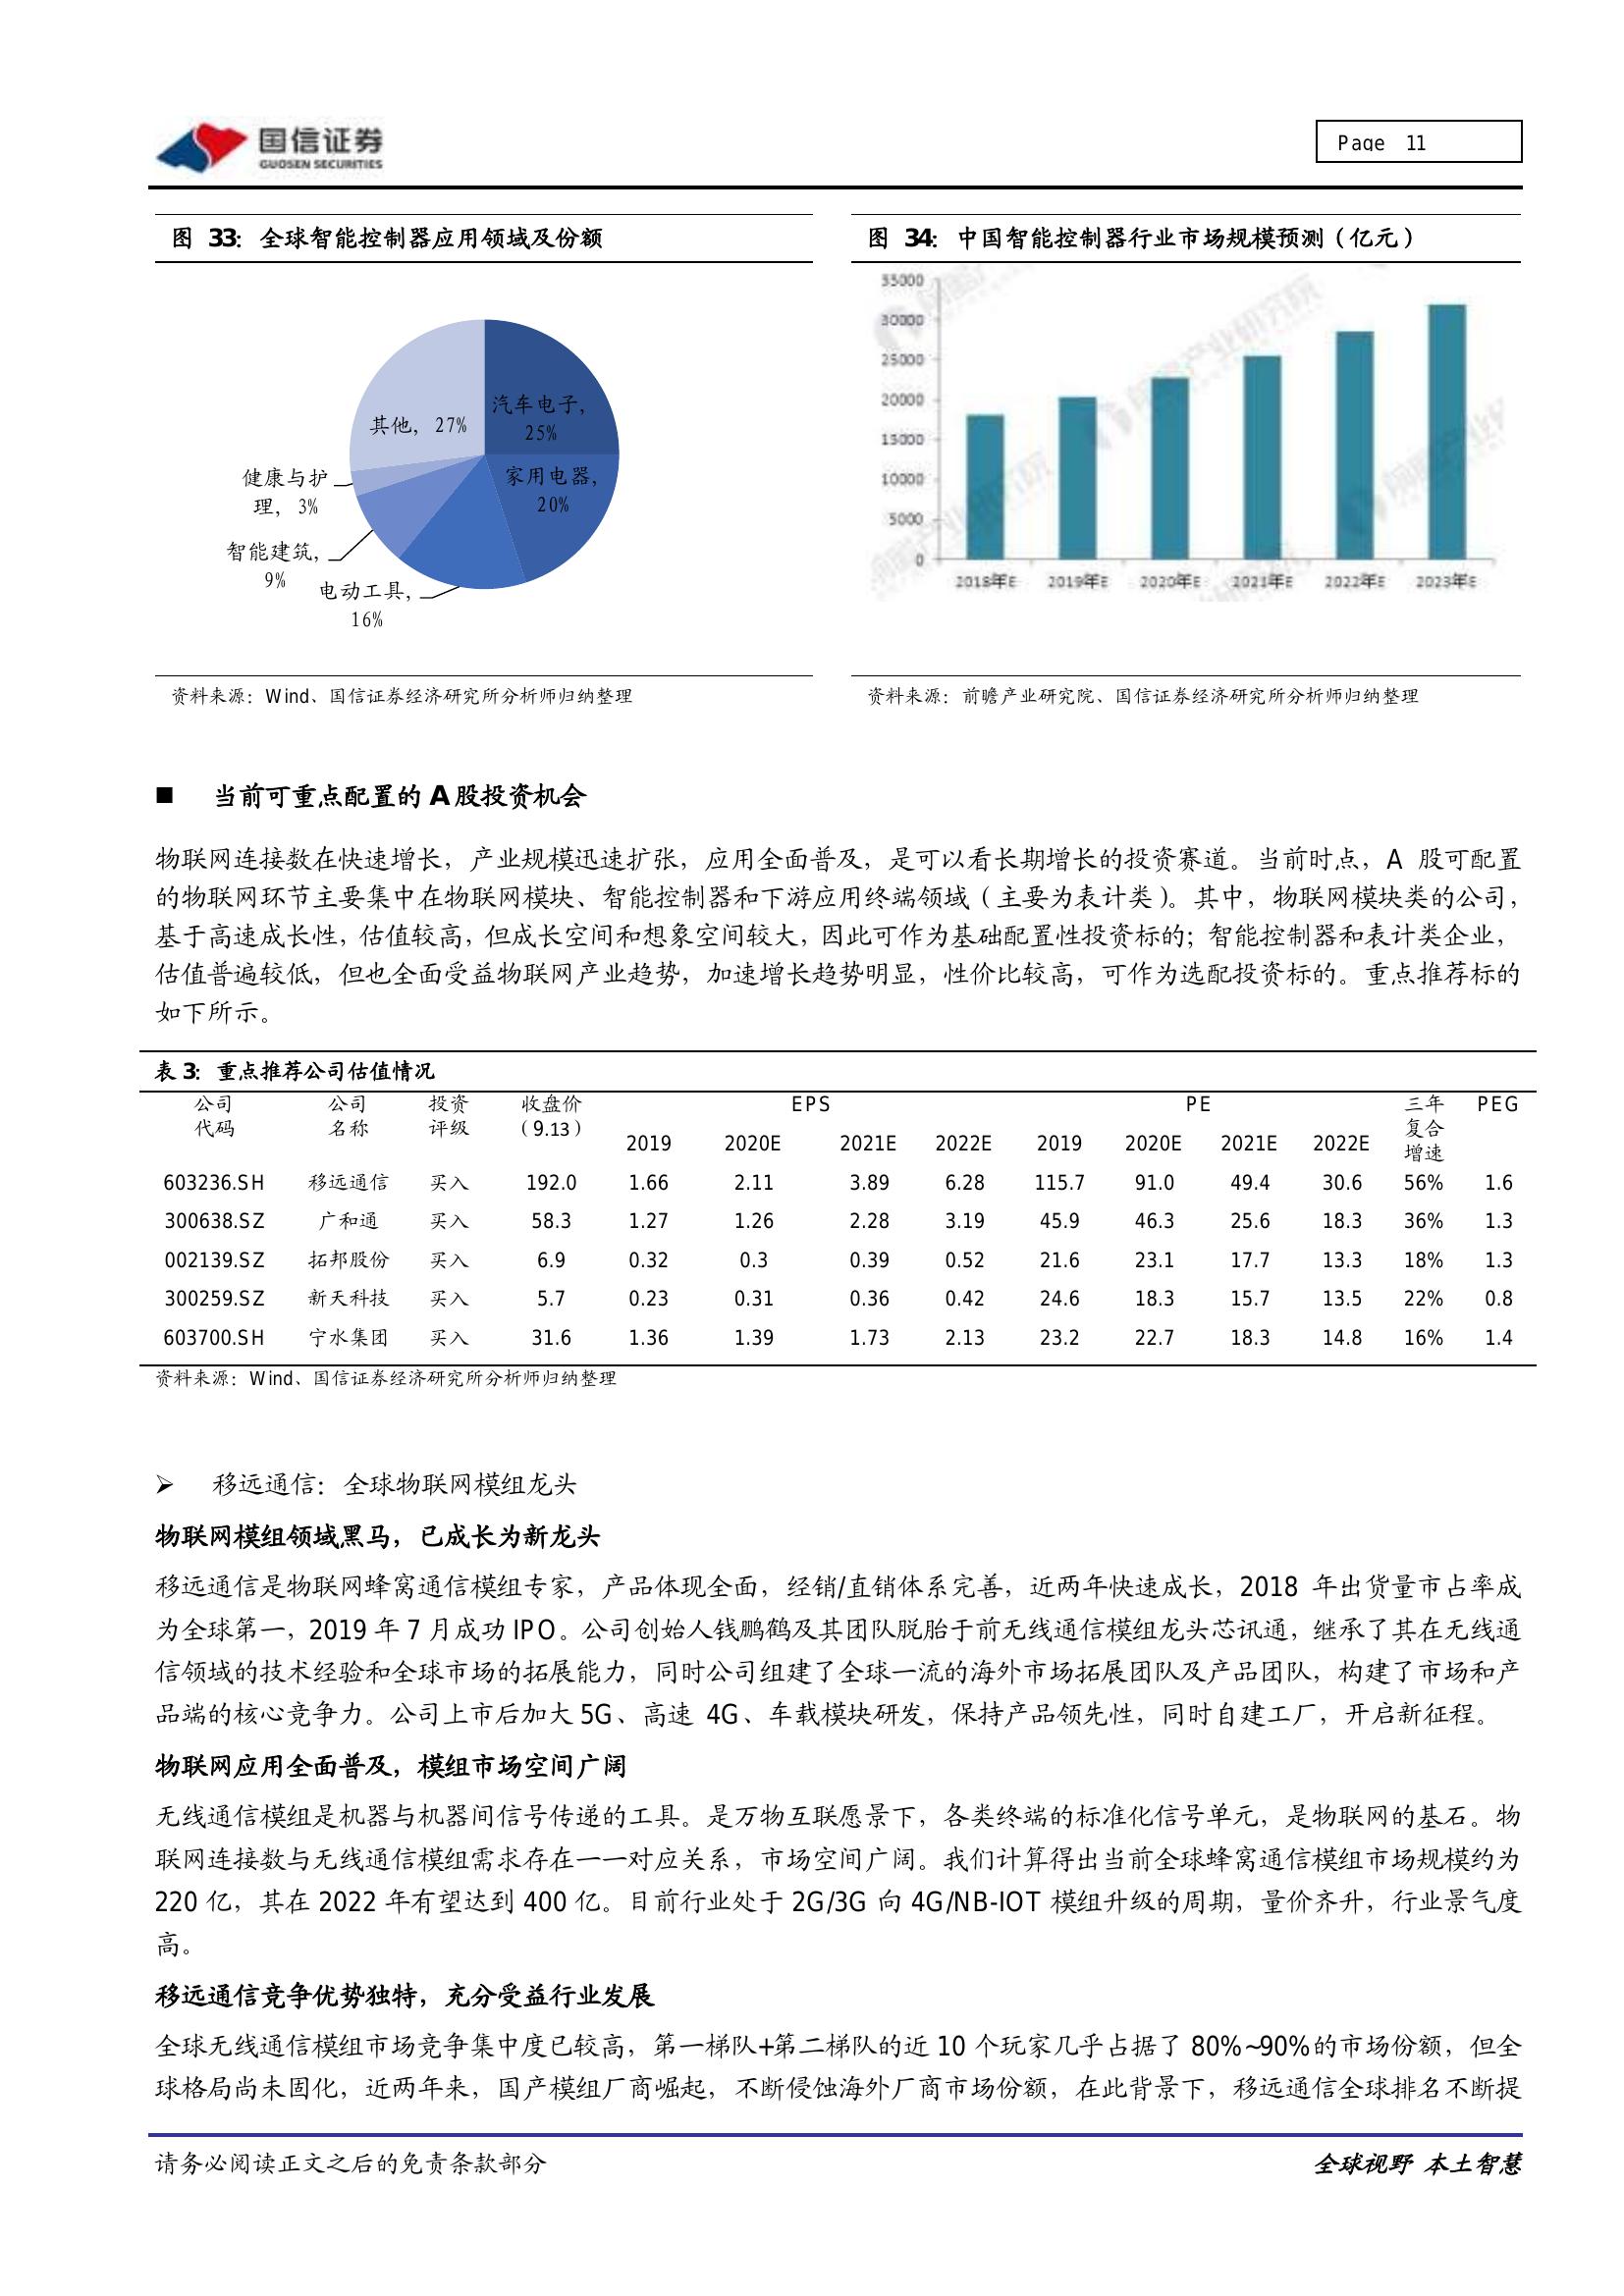 国信证券
GUOSEN SECURITIES
Page 11
图 33：全球智能控制器应用领域及份额
汽车电子，
25%
家用电器，
20%
电动工具，
16%
智能建筑，
9%
健康与护
理，3%
其他，27%
资料来源：Wind、国信证券经济研究所分析师归纳整理
图 34：中国智能控制器行业市场规模预测（亿元）
35000
30000
25000
20000
15000
10000
5000
0
2018年E 2019年E 2020年E 2021年E 2022年E 2023年E
前瞻产业研究院
资料来源：前瞻产业研究院、国信证券经济研究所分析师归纳整理
■ 当前可重点配置的 A 股投资机会
物联网连接数在快速增长，产业规模迅速扩张，应用全面普及，是可以看长期增长的投资赛道。当前时点，A 股可配置
的物联网环节主要集中在物联网模块、智能控制器和下游应用终端领域（主要为表计类）。其中，物联网模块类的公司，
基于高速成长性，估值较高，但成长空间和想象空间较大，因此可作为基础配置性投资标的；智能控制器和表计类企业，
估值普遍较低，但也全面受益物联网产业趋势，加速增长趋势明显，性价比较高，可作为选配投资标的。重点推荐标的
如下所示。
表 3：重点推荐公司估值情况
公司 公司 投资 收盘价 EPS PE 三年 PEG
代码 名称 评级 （9.13） 复合
2019 2020E 2021E 2022E 2019 2020E 2021E 2022E 增速
603236.SH 移远通信 买入 192.0 1.66 2.11 3.89 6.28 115.7 91.0 49.4 30.6 56% 1.6
300638.SZ 广和通 买入 58.3 1.27 1.26 2.28 3.19 45.9 46.3 25.6 18.3 36% 1.3
002139.SZ 拓邦股份 买入 6.9 0.32 0.3 0.39 0.52 21.6 23.1 17.7 13.3 18% 1.3
300259.SZ 新天科技 买入 5.7 0.23 0.31 0.36 0.42 24.6 18.3 15.7 13.5 22% 0.8
603700.SH 宁水集团 买入 31.6 1.36 1.39 1.73 2.13 23.2 22.7 18.3 14.8 16% 1.4
资料来源：Wind、国信证券经济研究所分析师归纳整理
➢ 移远通信：全球物联网模组龙头
物联网模组领域黑马，已成长为新龙头
移远通信是物联网蜂窝通信模组专家，产品体现全面，经销/直销体系完善，近两年快速成长，2018 年出货量市占率成
为全球第一，2019 年 7 月成功 IPO。公司创始人钱鹏鹤及其团队脱胎于前无线通信模组龙头芯讯通，继承了其在无线通
信领域的技术经验和全球市场的拓展能力，同时公司组建了全球一流的海外市场拓展团队及产品团队，构建了市场和产
品端的核心竞争力。公司上市后加大 5G、高速 4G、车载模块研发，保持产品领先性，同时自建工厂，开启新征程。
物联网应用全面普及，模组市场空间广阔
无线通信模组是机器与机器间信号传递的工具。是万物互联愿景下，各类终端的标准化信号单元，是物联网的基石。物
联网连接数与无线通信模组需求存在一一对应关系，市场空间广阔。我们计算得出当前全球蜂窝通信模组市场规模约为
220 亿，其在 2022 年有望达到 400 亿。目前行业处于 2G/3G 向 4G/NB-IOT 模组升级的周期，量价齐升，行业景气度
高。
移远通信竞争优势独特，充分受益行业发展
全球无线通信模组市场竞争集中度已较高，第一梯队+第二梯队的近 10 个玩家几乎占据了 80%~90%的市场份额，但全
球格局尚未固化，近两年来，国产模组厂商崛起，不断侵蚀海外厂商市场份额，在此背景下，移远通信全球排名不断提
请务必阅读正文之后的免责条款部分
全球视野 本土智慧